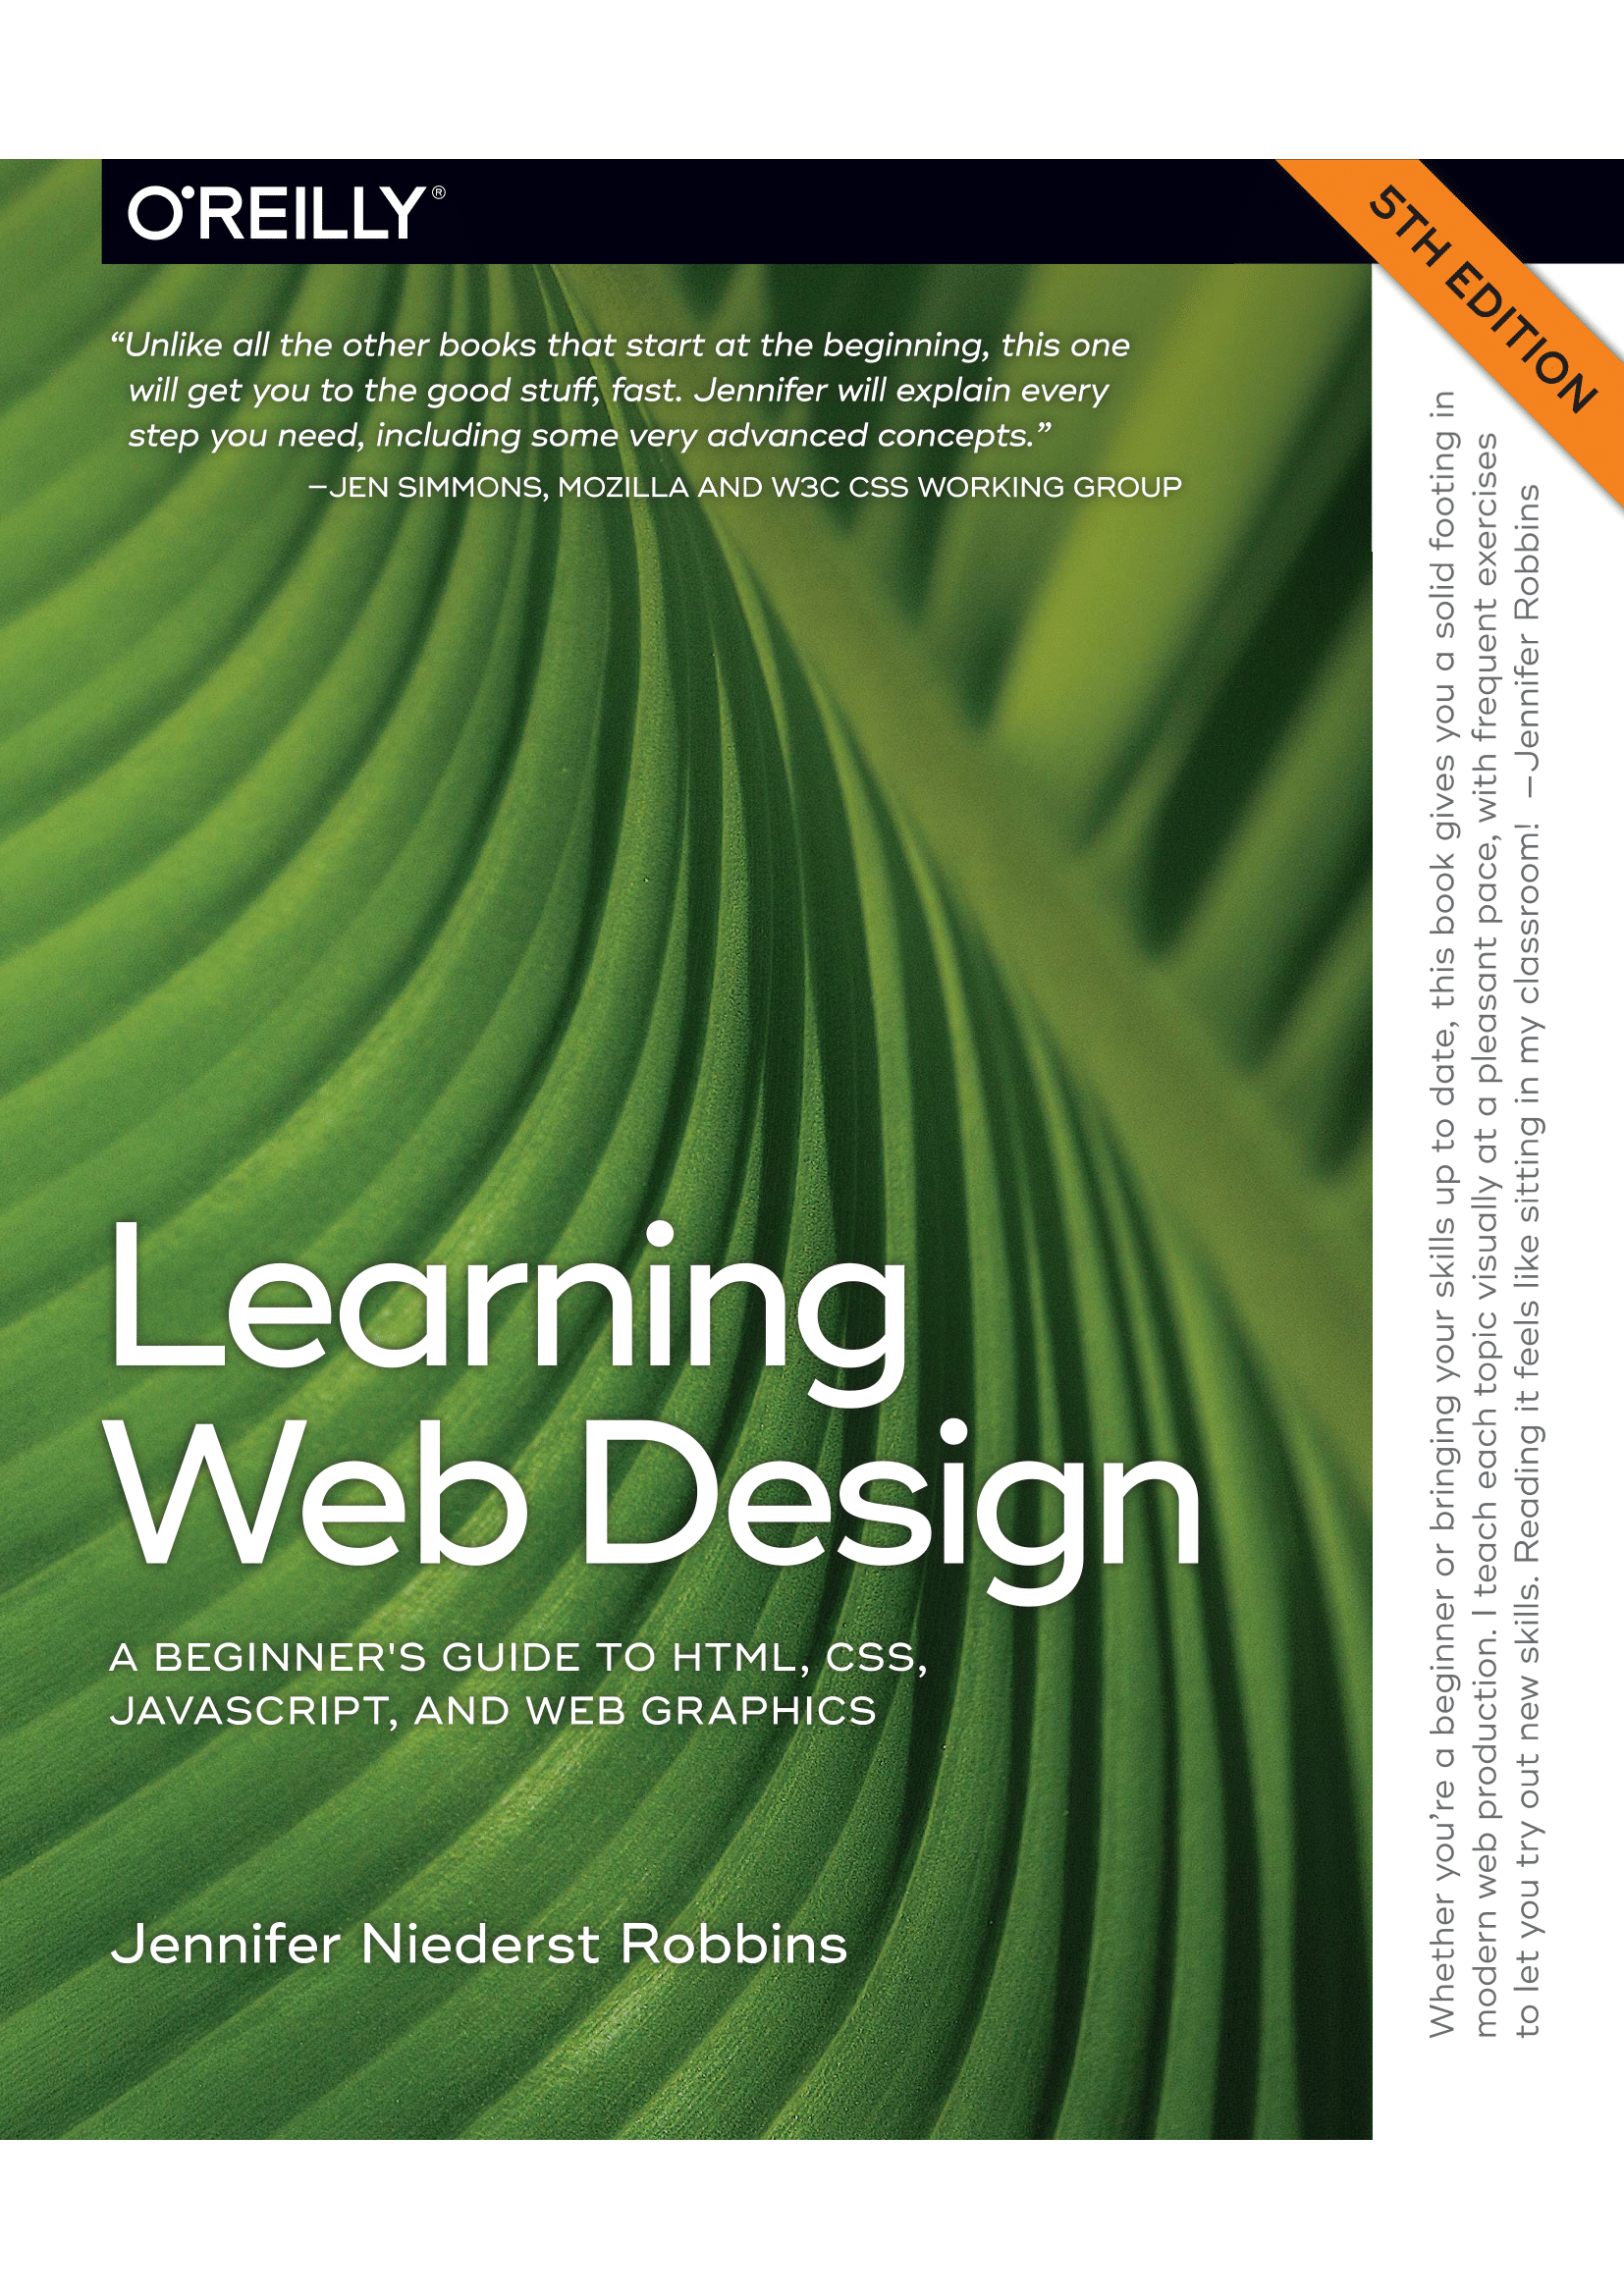 O'REILLY®
5TH EDITION
“Unlike all the other books that start at the beginning, this one
will get you to the good stuff, fast. Jennifer will explain every
step you need, including some very advanced concepts.”
—JEN SIMMONS, MOZILLA AND W3C CSS WORKING GROUP
Learning
Web Design
A BEGINNER'S GUIDE TO HTML, CSS,
JAVASCRIPT, AND WEB GRAPHICS
Jennifer Niederst Robbins
Whether you’re a beginner or bringing your skills up to date, this book gives you a solid footing in
modern web production. I teach each topic visually at a pleasant pace, with frequent exercises
to let you try out new skills. Reading it feels like sitting in my classroom! —Jennifer Robbins